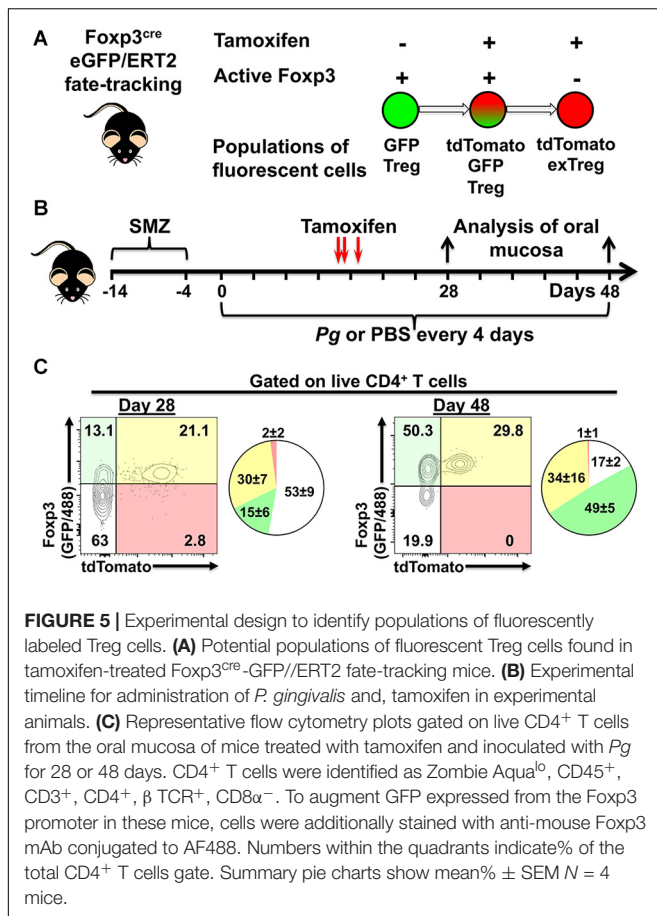 A
Foxp3cre
eGFP/ERT2
fate-tracking
Tamoxifen - + +
Active Foxp3 + + -
Populations of
fluorescent cells
GFP
Treg
tdTomato
GFP
Treg
tdTomato
exTreg
B
SMZ
Tamoxifen
Analysis of oral
mucosa
-14 -4 0 28 Days 48
Pg or PBS every 4 days
C
Gated on live CD4+ T cells
Day 28
Foxp3
(GFP/488)
13.1 21.1
63 2.8
tdTomato
2±2
30±7
53±9
15±6
Day 48
Foxp3
(GFP/488)
50.3 29.8
19.9 0
tdTomato
1±1
17±2
34±16
49±5
FIGURE 5 | Experimental design to identify populations of fluorescently
labeled Treg cells. (A) Potential populations of fluorescent Treg cells found in
tamoxifen-treated Foxp3cre-GFP//ERT2 fate-tracking mice. (B) Experimental
timeline for administration of P. gingivalis and, tamoxifen in experimental
animals. (C) Representative flow cytometry plots gated on live CD4+ T cells
from the oral mucosa of mice treated with tamoxifen and inoculated with Pg
for 28 or 48 days. CD4+ T cells were identified as Zombie Aqualo, CD45+,
CD3+, CD4+, β TCR+, CD8α−. To augment GFP expressed from the Foxp3
promoter in these mice, cells were additionally stained with anti-mouse Foxp3
mAb conjugated to AF488. Numbers within the quadrants indicate% of the
total CD4+ T cells gate. Summary pie charts show mean% ± SEM N = 4
mice.